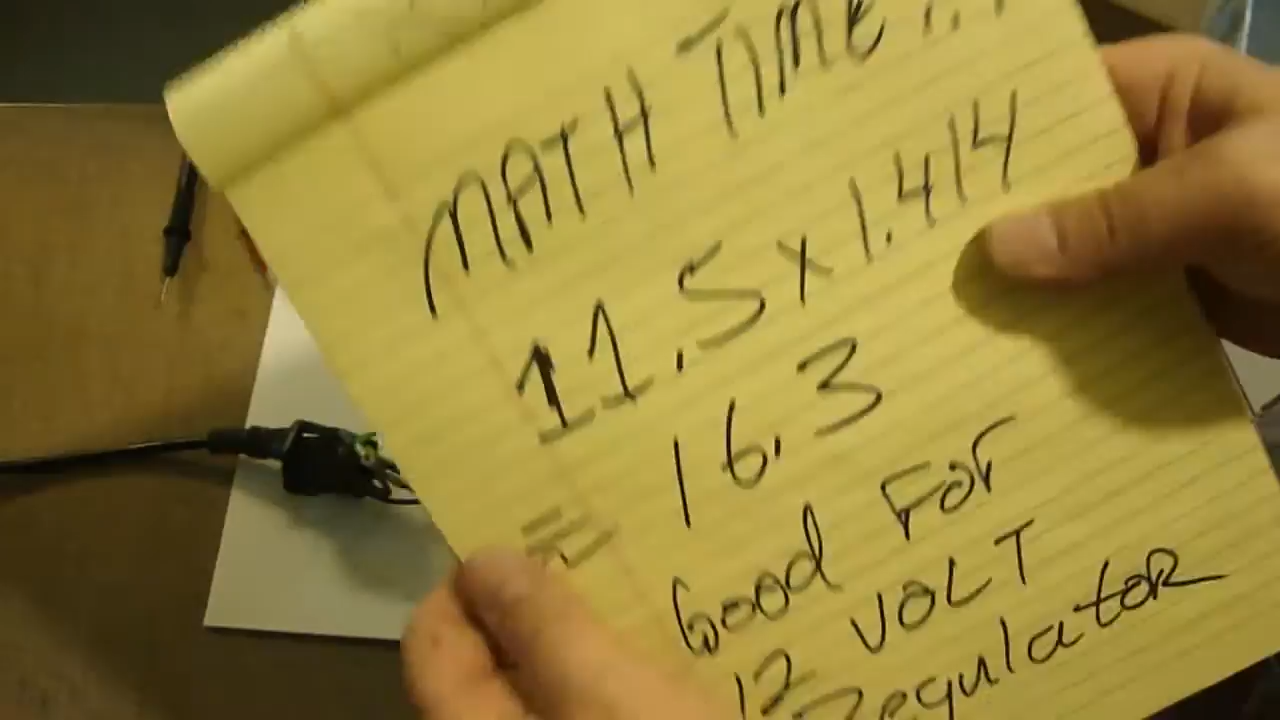 MATH TIME...
11.5 x 1.414
= 16.3
Good For
12 VOLT
Regulator